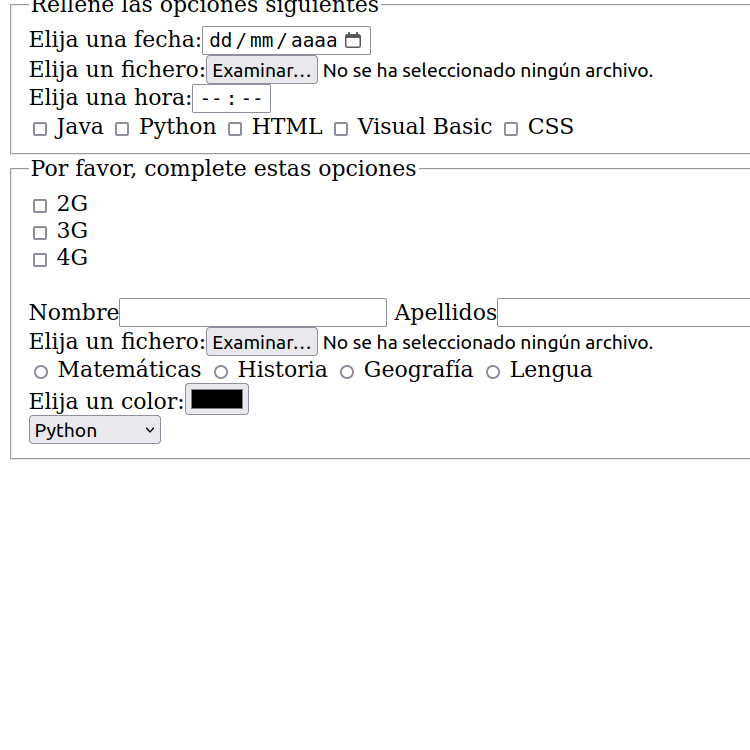 Rellene las opciones siguientes
Elija una fecha: dd/mm/aaaa
Elija un fichero: Examinar... No se ha seleccionado ningún archivo.
Elija una hora: --:--
Java Python HTML Visual Basic CSS
Por favor, complete estas opciones
2G
3G
4G
Nombre Apellidos
Elija un fichero: Examinar... No se ha seleccionado ningún archivo.
Matemáticas Historia Geografía Lengua
Elija un color:
Python